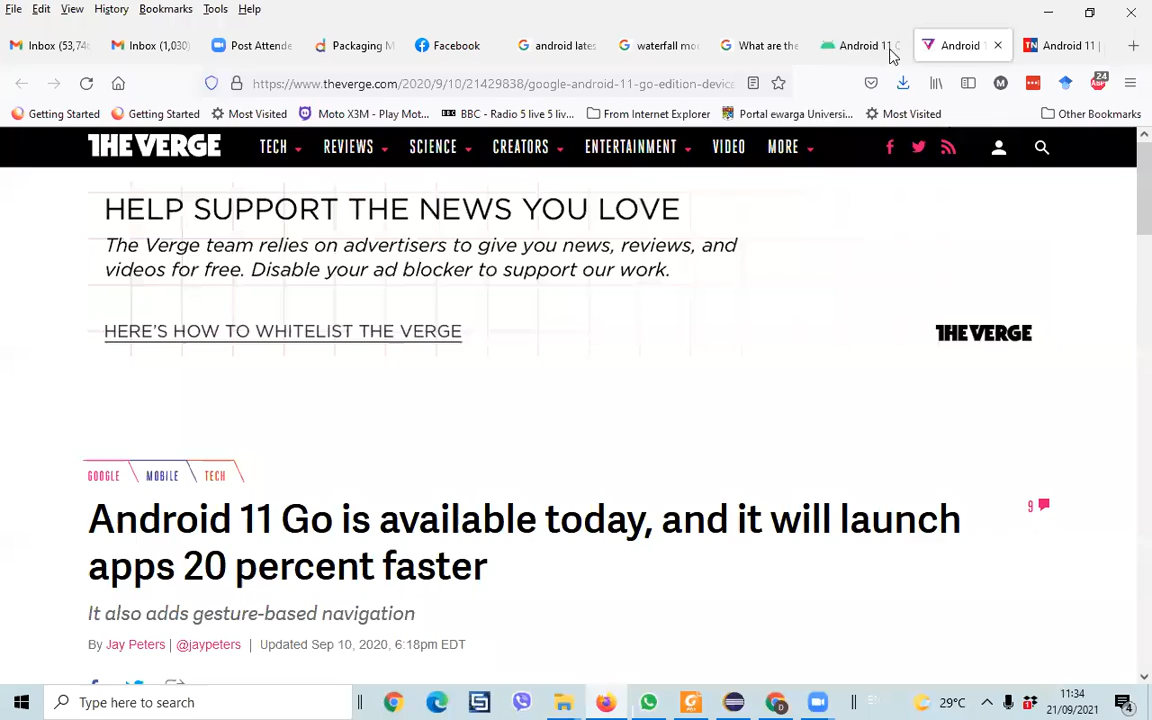 File Edit View History Bookmarks Tools Help
Inbox (53,74
Inbox (1,030)
Post Attende
Packaging M
Facebook
android lates
waterfall mo
What are the
Android 11
Android
Android 11 |
https://www.theverge.com/2020/9/10/21429838/google-android-11-go-edition-device
24
Getting Started
Getting Started
Most Visited
Moto X3M - Play Mot...
BBC - Radio 5 live 5 liv...
From Internet Explorer
Portal ewarga Universi...
Most Visited
Other Bookmarks
THE VERGE TECH REVIEWS SCIENCE CREATORS ENTERTAINMENT VIDEO MORE
HELP SUPPORT THE NEWS YOU LOVE
The Verge team relies on advertisers to give you news, reviews, and
videos for free. Disable your ad blocker to support our work.
HERE'S HOW TO WHITELIST THE VERGE
THE VERGE
GOOGLE MOBILE TECH
Android 11 Go is available today, and it will launch
apps 20 percent faster
9
It also adds gesture-based navigation
By Jay Peters | @jaypeters | Updated Sep 10, 2020, 6:18pm EDT
Type here to search
29°C
11:34
21/09/2021
4